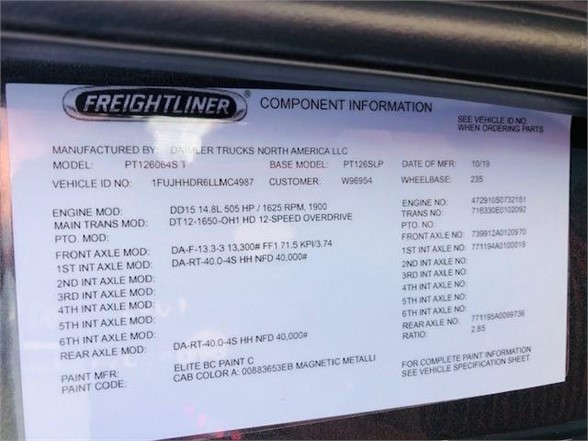 FREIGHTLINER® COMPONENT INFORMATION
SEE VEHICLE ID NO.
WHEN ORDERING PARTS
MANUFACTURED BY: DAIMLER TRUCKS NORTH AMERICA LLC
MODEL: PT126064S T BASE MODEL: PT126SLP DATE OF MFR: 10/19
VEHICLE ID NO: 1FUJHHDR6LLMC4987 CUSTOMER: W96954 WHEELBASE: 235
ENGINE MOD: DD15 14.8L 505 HP / 1625 RPM, 1900 ENGINE NO: 472910S0732151
MAIN TRANS MOD: DT12-1650-OH1 HD 12-SPEED OVERDRIVE TRANS NO: 716330E0102092
PTO. MOD: PTO. NO:
FRONT AXLE MOD: DA-F-13.3-3 13,300# FF1 71.5 KPI/3.74 FRONT AXLE NO: 739912A0120970
1ST INT AXLE MOD: DA-RT-40.0-4S HH NFD 40,000# 1ST INT AXLE NO: 771194A0100018
2ND INT AXLE MOD: 2ND INT AXLE NO:
3RD INT AXLE MOD: 3RD INT AXLE NO:
4TH INT AXLE MOD: 4TH INT AXLE NO:
5TH INT AXLE MOD: 5TH INT AXLE NO:
6TH INT AXLE MOD: 6TH INT AXLE NO:
REAR AXLE MOD: DA-RT-40.0-4S HH NFD 40,000# REAR AXLE NO: 771195A0099736
RATIO: 2.85
PAINT MFR: ELITE BC PAINT C
PAINT CODE: CAB COLOR A: 00883653EB MAGNETIC METALLI
FOR COMPLETE PAINT INFORMATION
SEE VEHICLE SPECIFICATION SHEET.